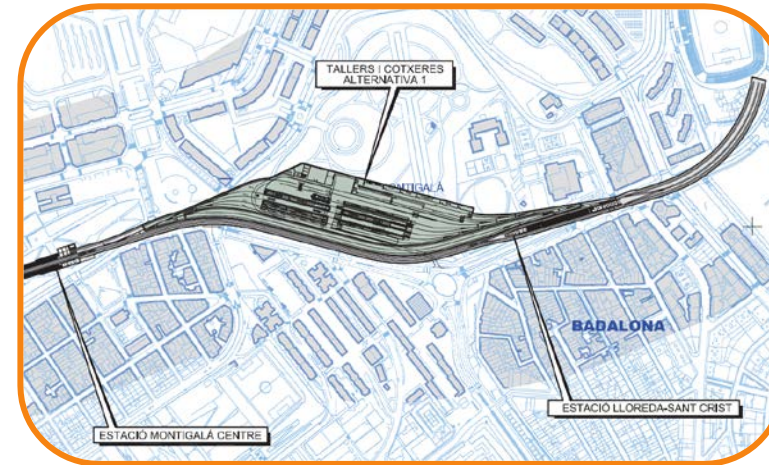 TALLERS I COTXERES
ALTERNATIVA 1
MONTIGALÀ
BADALONA
ESTACIÓ LLOREDA-SANT CRIST
ESTACIÓ MONTIGALÀ CENTRE